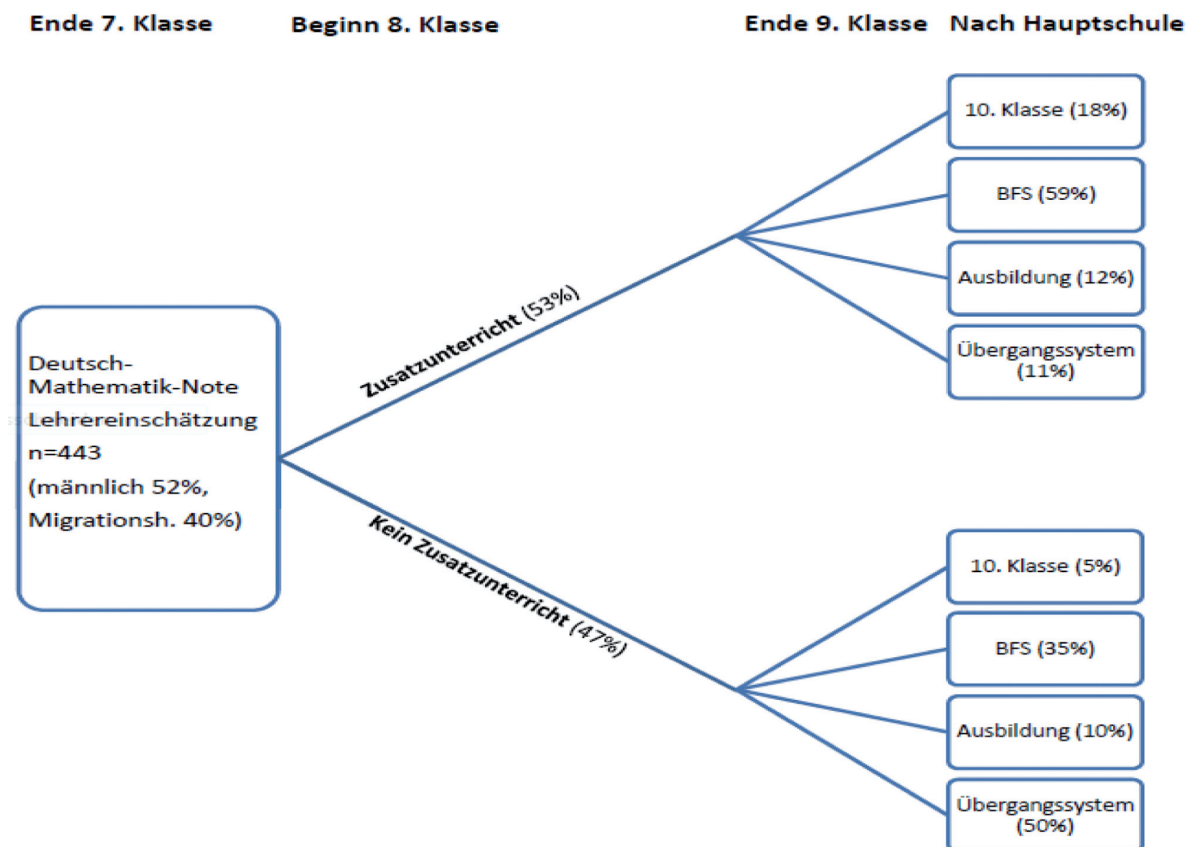 Ende 7. Klasse
Beginn 8. Klasse
Ende 9. Klasse
Nach Hauptschule
Deutsch-
Mathematik-Note
Lehrereinschätzung
n=443
(männlich 52%,
Migrationsh. 40%)
Zusatzunterricht (53%)
10. Klasse (18%)
BFS (59%)
Ausbildung (12%)
Übergangssystem
(11%)
Kein Zusatzunterricht (47%)
10. Klasse (5%)
BFS (35%)
Ausbildung (10%)
Übergangssystem
(50%)